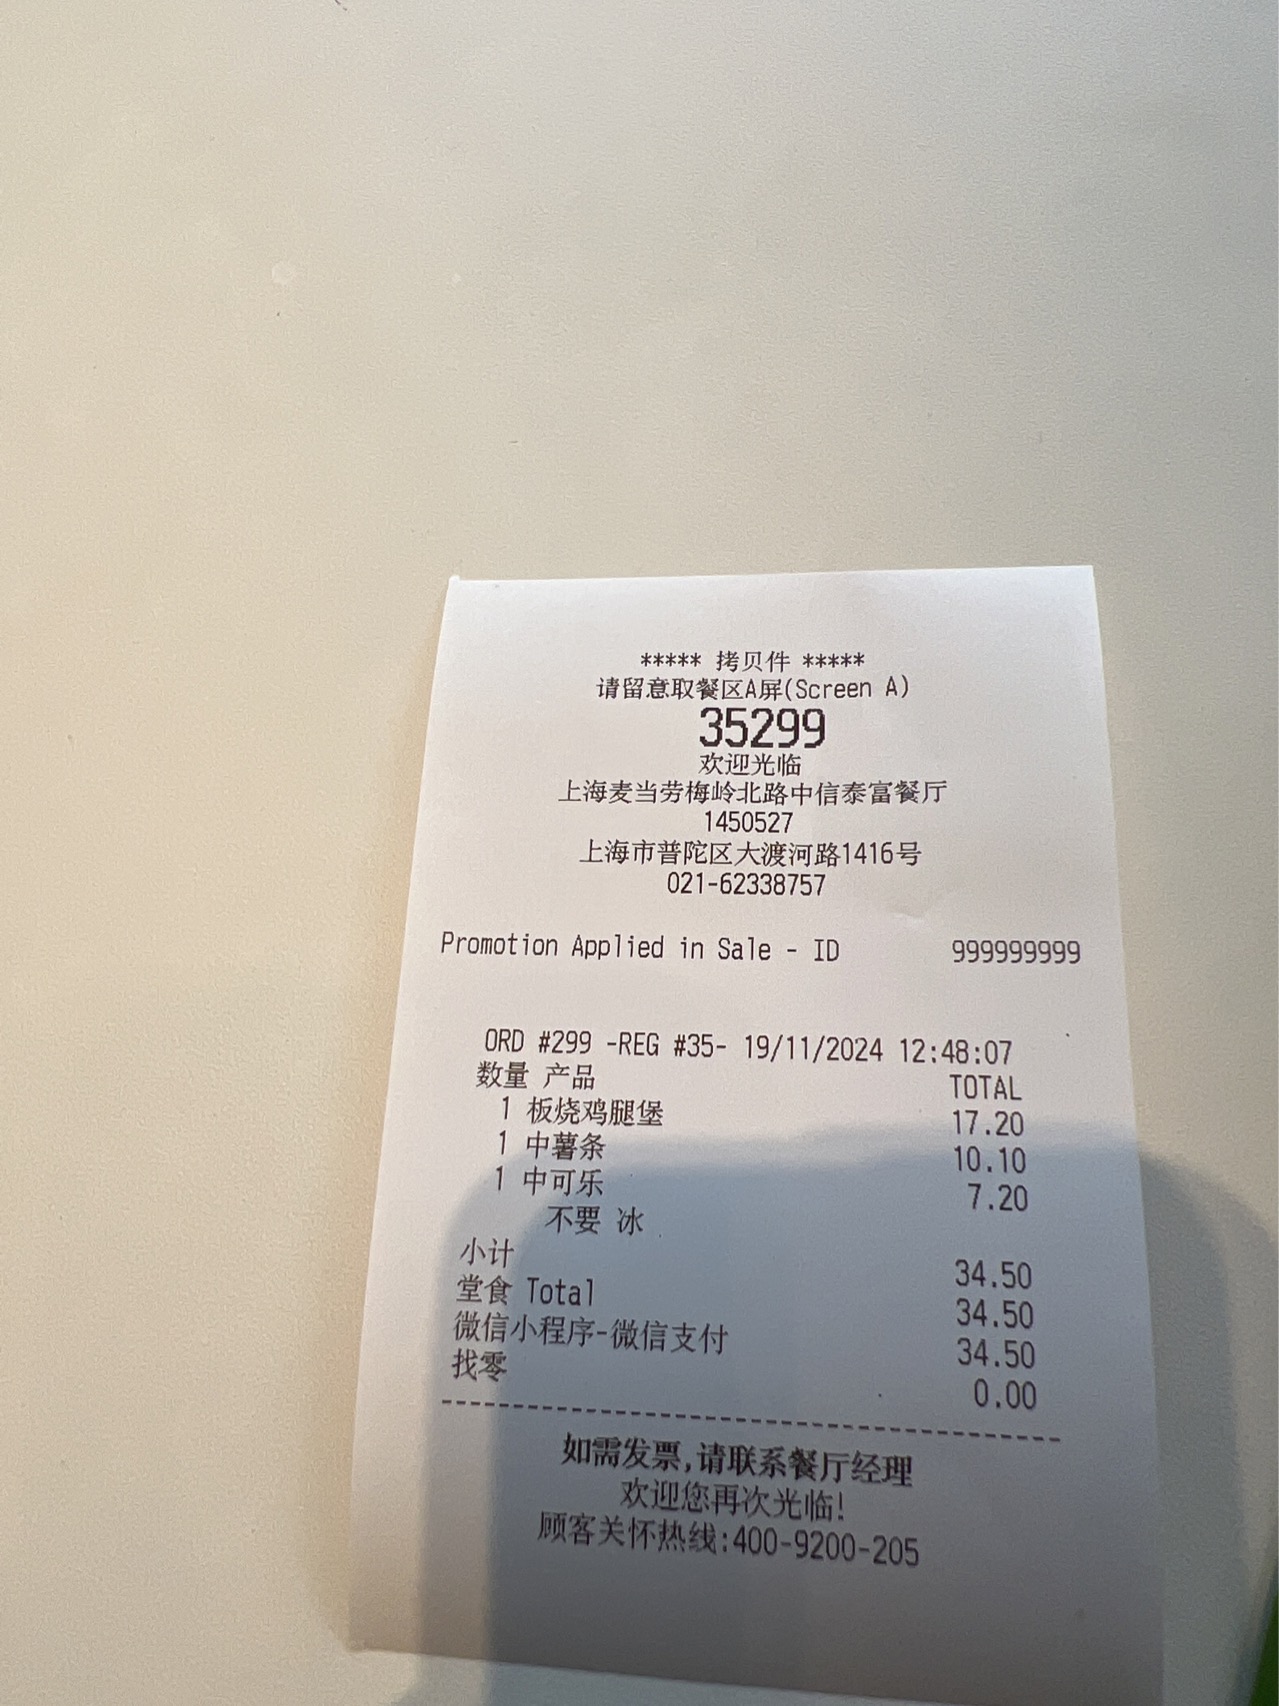 ***** 拷贝件 *****
请留意取餐区A屏(Screen A)
35299
欢迎光临
上海麦当劳梅岭北路中信泰富餐厅
1450527
上海市普陀区大渡河路1416号
021-62338757
Promotion Applied in Sale - ID 999999999
ORD #299 -REG #35- 19/11/2024 12:48:07
数量 产品 TOTAL
1 板烧鸡腿堡 17.20
1 中薯条 10.10
1 中可乐 7.20
不要 冰
小计 34.50
堂食 Total 34.50
微信小程序-微信支付 34.50
找零 0.00
如需发票,请联系餐厅经理
欢迎您再次光临!
顾客关怀热线:400-9200-205